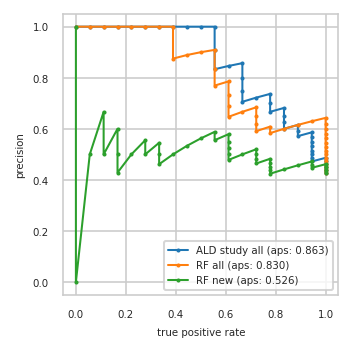 1.0
0.8
0.6
0.4
0.2
0.0
precision
0.0 0.2 0.4 0.6 0.8 1.0
true positive rate
ALD study all (aps: 0.863)
RF all (aps: 0.830)
RF new (aps: 0.526)